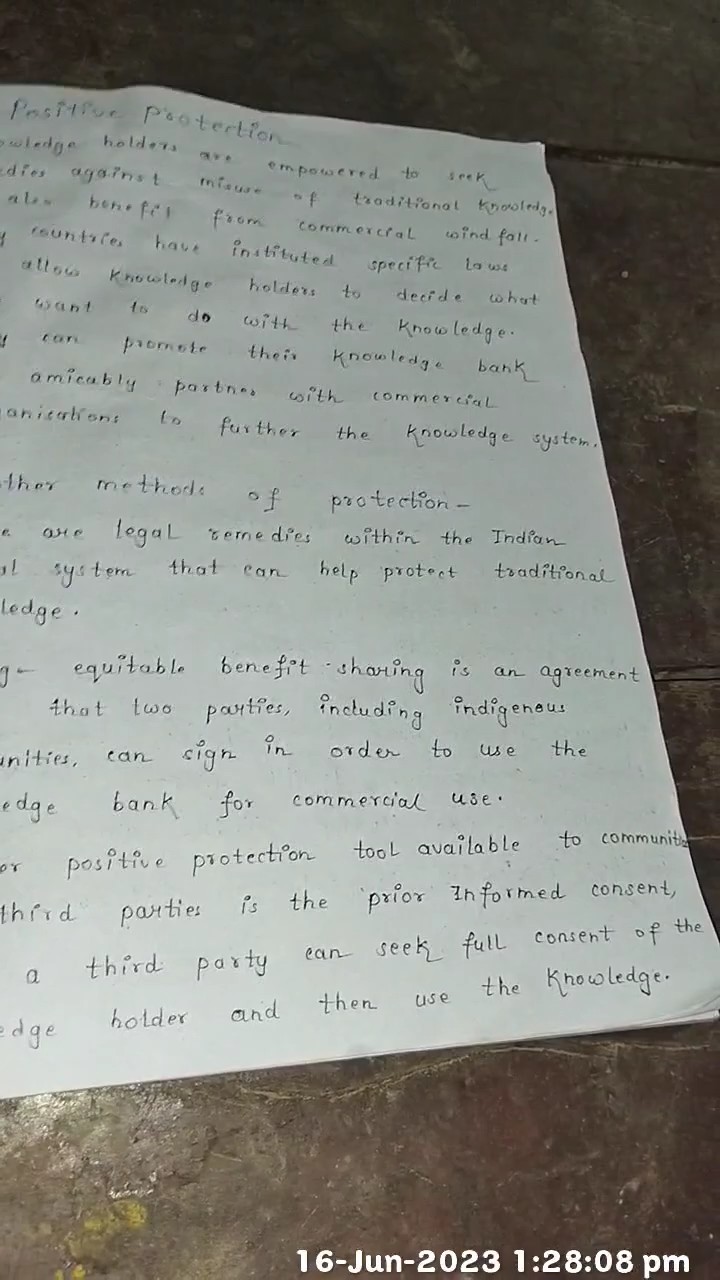 Positive Protection
owledge holders are empowered to seek
dies against misuse of traditional Knowledge
also benefit from commercial wind fall.
y countries have instituted specific laws
allow Knowledge holders to decide what
want to do with the Knowledge.
y can promote their Knowledge bank
amicably partner with commercial
anisations to further the Knowledge system.
ther methods of protection-
e are legal remedies within the Indian
al system that can help protect traditional
ledge.
g- equitable benefit-sharing is an agreement
that two parties, including indigenous
unities, can sign in order to use the
edge bank for commercial use.
or positive protection tool available to communitie
third parties is the prior Informed consent,
a third party can seek full consent of the
edge holder and then use the Knowledge.
16-Jun-2023 1:28:08 pm